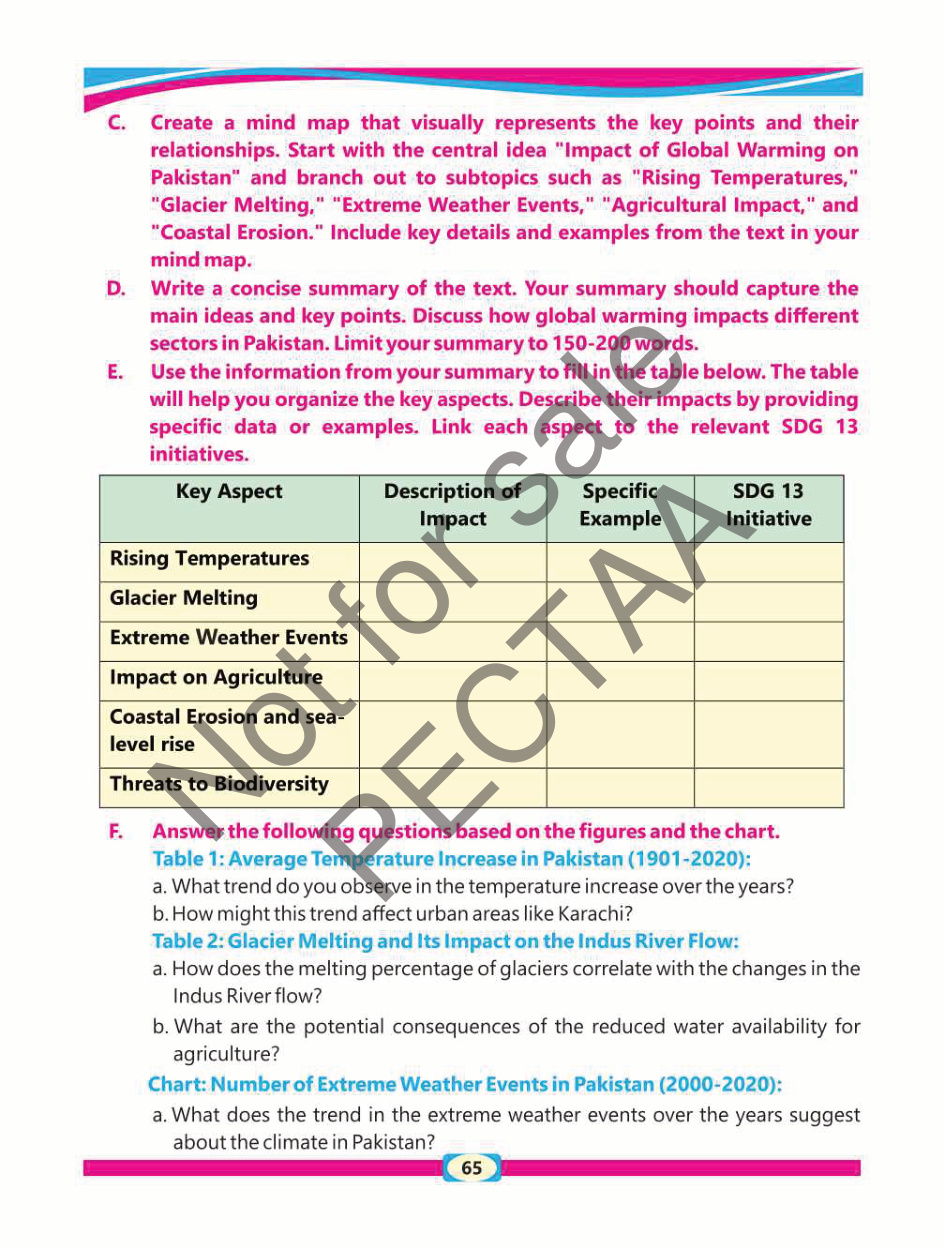 C. Create a mind map that visually represents the key points and their
relationships. Start with the central idea "Impact of Global Warming on
Pakistan" and branch out to subtopics such as "Rising Temperatures,"
"Glacier Melting," "Extreme Weather Events," "Agricultural Impact," and
"Coastal Erosion." Include key details and examples from the text in your
mind map.
D. Write a concise summary of the text. Your summary should capture the
main ideas and key points. Discuss how global warming impacts different
sectors in Pakistan. Limit your summary to 150-200 words.
E. Use the information from your summary to fill in the table below. The table
will help you organize the key aspects. Describe their impacts by providing
specific data or examples. Link each aspect to the relevant SDG 13
initiatives.
Key Aspect Description of Specific SDG 13
Impact Example Initiative
Rising Temperatures
Glacier Melting
Extreme Weather Events
Impact on Agriculture
Coastal Erosion and sea-
level rise
Threats to Biodiversity
F. Answer the following questions based on the figures and the chart.
Table 1: Average Temperature Increase in Pakistan (1901-2020):
a. What trend do you observe in the temperature increase over the years?
b. How might this trend affect urban areas like Karachi?
Table 2: Glacier Melting and Its Impact on the Indus River Flow:
a. How does the melting percentage of glaciers correlate with the changes in the
Indus River flow?
b. What are the potential consequences of the reduced water availability for
agriculture?
Chart: Number of Extreme Weather Events in Pakistan (2000-2020):
a. What does the trend in the extreme weather events over the years suggest
about the climate in Pakistan?
65
Not for sale
PECTAA